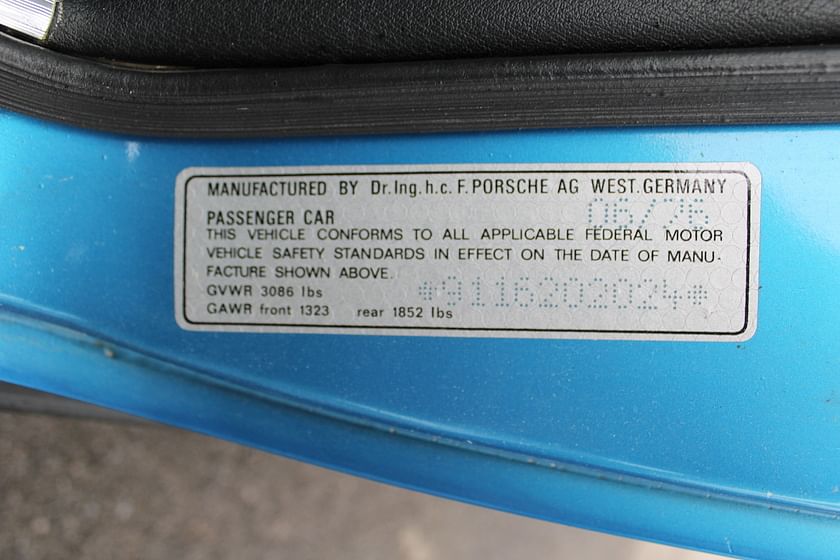 MANUFACTURED BY Dr.Ing.h.c.F.PORSCHE AG WEST.GERMANY
06/76
PASSENGER CAR
THIS VEHICLE CONFORMS TO ALL APPLICABLE FEDERAL MOTOR
VEHICLE SAFETY STANDARDS IN EFFECT ON THE DATE OF MANU-
FACTURE SHOWN ABOVE.
GVWR 3086 lbs *9116202024*
GAWR front 1323 rear 1852 lbs